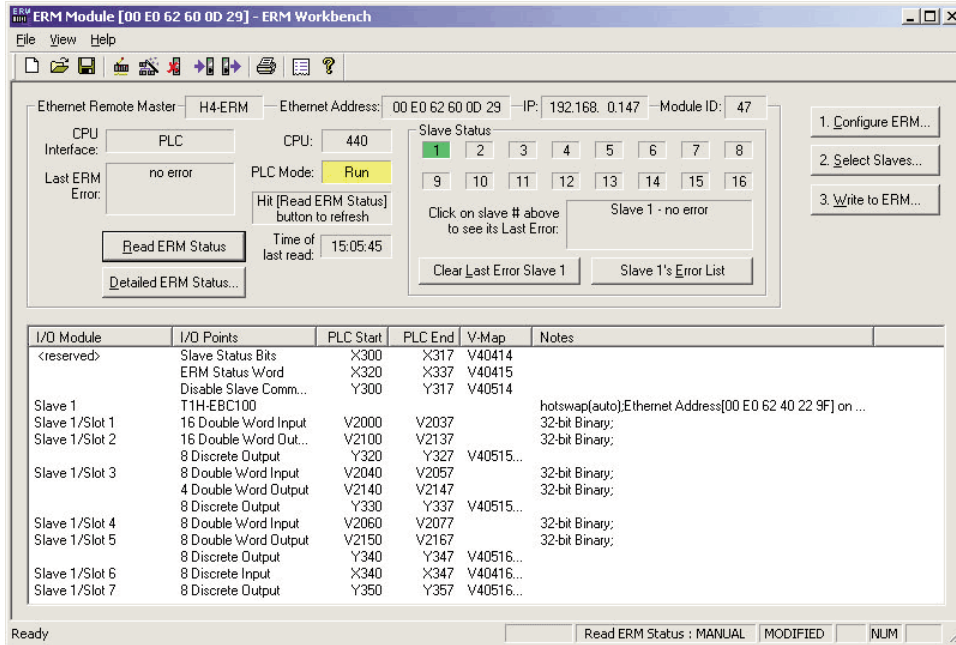 ERM Module [00 E0 62 60 0D 29] - ERM Workbench
File View Help
Ethernet Remote Master H4-ERM Ethernet Address: 00 E0 62 60 0D 29 IP: 192.168. 0.147 Module ID: 47
CPU Interface: PLC CPU: 440
Last ERM Error: no error PLC Mode: Run
Hit [Read ERM Status] button to refresh
Read ERM Status Time of last read: 15:05:45
Detailed ERM Status...
Slave Status
1 2 3 4 5 6 7 8
9 10 11 12 13 14 15 16
Click on slave # above to see its Last Error: Slave 1 - no error
Clear Last Error Slave 1 Slave 1's Error List
1. Configure ERM...
2. Select Slaves...
3. Write to ERM...
I/O Module I/O Points PLC Start PLC End V-Map Notes
<reserved> Slave Status Bits X300 X317 V40414
ERM Status Word X320 X337 V40415
Disable Slave Comm... Y300 Y317 V40514
Slave 1 T1H-EBC100 hotswap(auto);Ethernet Address[00 E0 62 40 22 9F] on ...
Slave 1/Slot 1 16 Double Word Input V2000 V2037 32-bit Binary;
Slave 1/Slot 2 16 Double Word Out... V2100 V2137 32-bit Binary;
8 Discrete Output Y320 Y327 V40515...
Slave 1/Slot 3 8 Double Word Input V2040 V2057 32-bit Binary;
4 Double Word Output V2140 V2147 32-bit Binary;
8 Discrete Output Y330 Y337 V40515...
Slave 1/Slot 4 8 Double Word Input V2060 V2077 32-bit Binary;
Slave 1/Slot 5 8 Double Word Output V2150 V2167 32-bit Binary;
8 Discrete Output Y340 Y347 V40516...
Slave 1/Slot 6 8 Discrete Input X340 X347 V40416...
Slave 1/Slot 7 8 Discrete Output Y350 Y357 V40516...
Ready Read ERM Status : MANUAL MODIFIED NUM